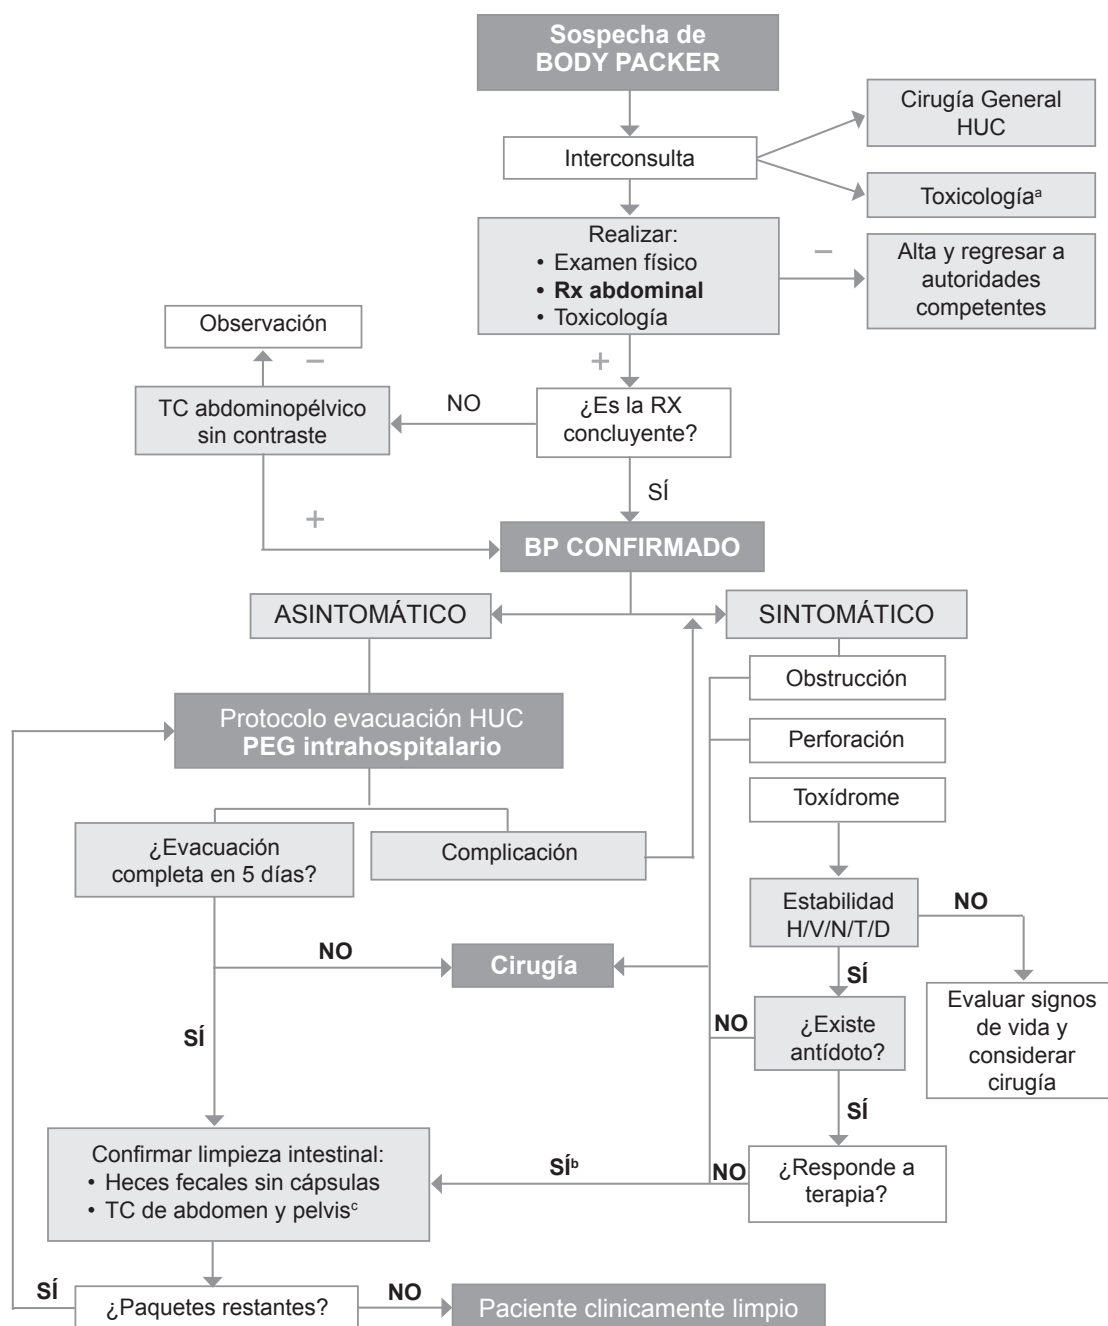 Sospecha de
BODY PACKER
Cirugía General
HUC
Interconsulta
Toxicologíaᵃ
Realizar:
• Examen físico
• Rx abdominal
• Toxicología
−
Alta y regresar a
autoridades
competentes
Observación
−
+
TC abdominopélvico
sin contraste
NO
¿Es la RX
concluyente?
SÍ
+
BP CONFIRMADO
ASINTOMÁTICO
SINTOMÁTICO
Obstrucción
Protocolo evacuación HUC
PEG intrahospitalario
Perforación
Toxídrome
¿Evacuación
completa en 5 días?
Complicación
Estabilidad
H/V/N/T/D
NO
NO
Cirugía
SÍ
Evaluar signos
de vida y
considerar
cirugía
SÍ
NO
¿Existe
antídoto?
SÍ
Confirmar limpieza intestinal:
• Heces fecales sin cápsulas
• TC de abdomen y pelvisᶜ
SÍᵇ
NO
¿Responde a
terapia?
SÍ
¿Paquetes restantes?
NO
Paciente clinicamente limpio